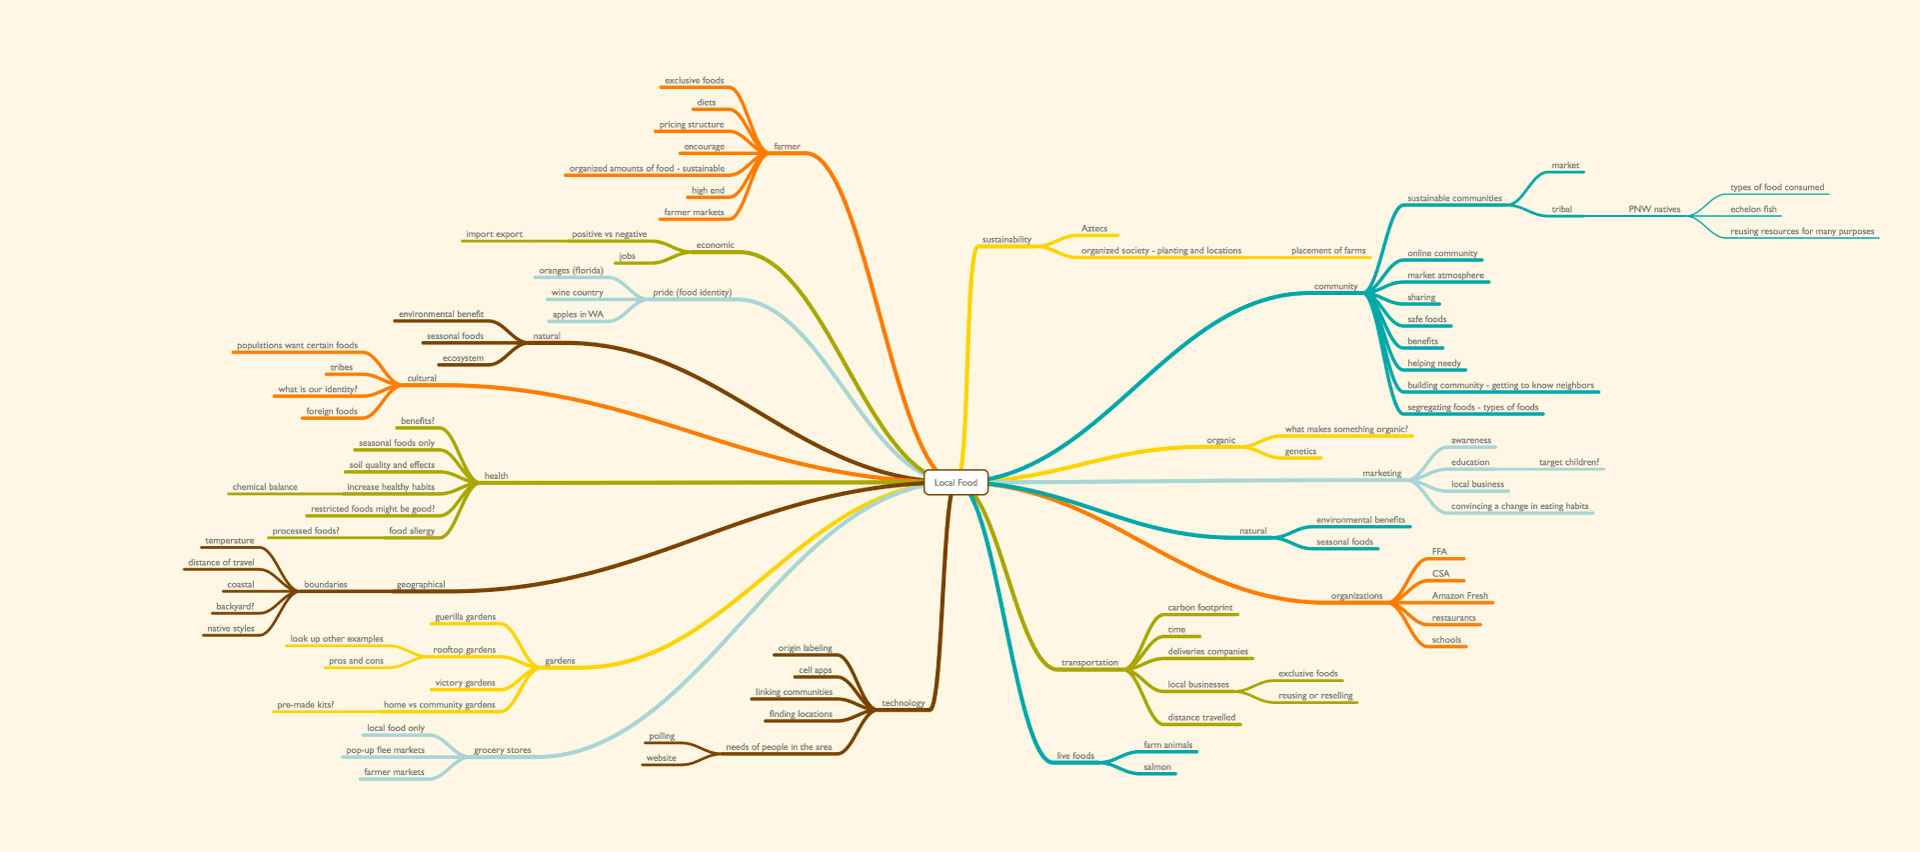 Local Food
farmer
exclusive foods
diets
pricing structure
encourage
organized amounts of food - sustainable
high end
farmer markets
economic
positive vs negative
import export
jobs
pride (food identity)
oranges (florida)
wine country
apples in WA
natural
environmental benefit
seasonal foods
ecosystem
cultural
populations want certain foods
tribes
what is our identity?
foreign foods
health
benefits?
seasonal foods only
soil quality and effects
increase healthy habits
chemical balance
restricted foods might be good?
food allergy
processed foods?
geographical
boundaries
temperature
distance of travel
coastal
backyard?
native styles
gardens
guerilla gardens
rooftop gardens
look up other examples
pros and cons
victory gardens
home vs community gardens
pre-made kits?
grocery stores
local food only
pop-up flee markets
farmer markets
technology
origin labeling
cell apps
linking communities
finding locations
needs of people in the area
polling
website
sustainability
Aztecs
organized society - planting and locations
placement of farms
community
sustainable communities
market
tribal
PNW natives
types of food consumed
echelon fish
reusing resources for many purposes
online community
market atmosphere
sharing
safe foods
benefits
helping needy
building community - getting to know neighbors
segregating foods - types of foods
organic
what makes something organic?
genetics
marketing
awareness
education
target children?
local business
convincing a change in eating habits
natural
environmental benefits
seasonal foods
organizations
FFA
CSA
Amazon Fresh
restaurants
schools
transportation
carbon footprint
time
deliveries companies
local businesses
exclusive foods
reusing or reselling
distance travelled
live foods
farm animals
salmon